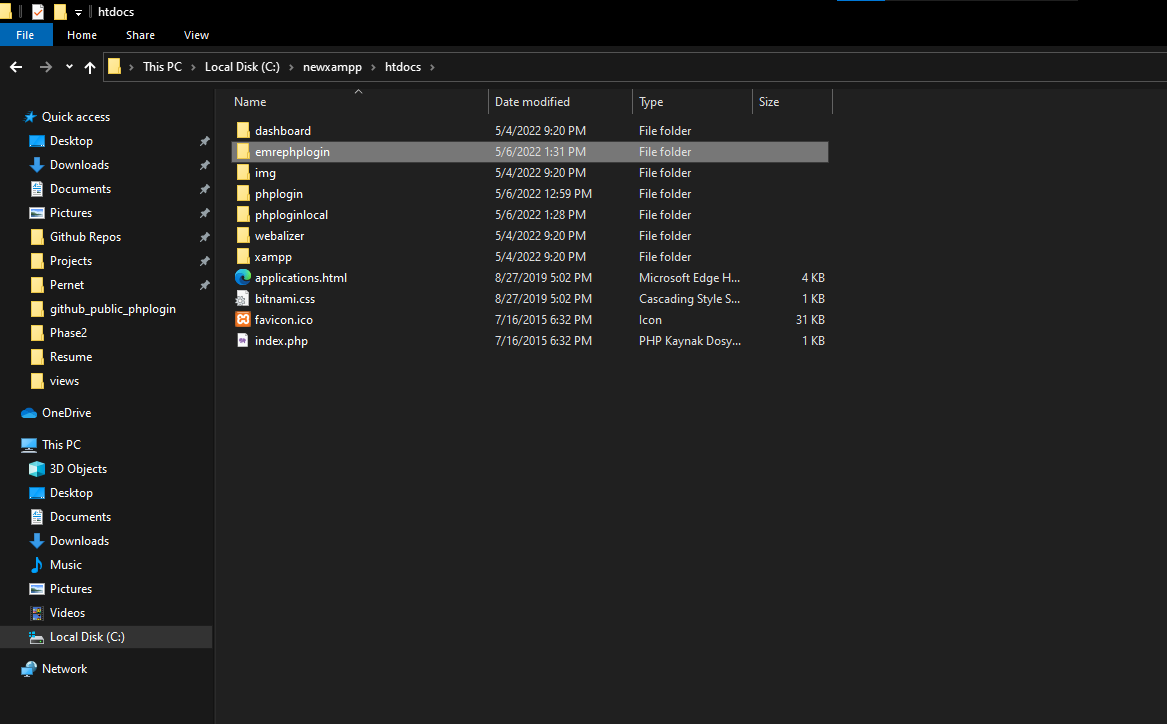 htdocs
File Home Share View
This PC Local Disk (C:) newxampp htdocs
Name Date modified Type Size
Quick access
Desktop
Downloads
Documents
Pictures
Github Repos
Projects
Pernet
github_public_phplogin
Phase2
Resume
views
OneDrive
This PC
3D Objects
Desktop
Documents
Downloads
Music
Pictures
Videos
Local Disk (C:)
Network
dashboard 5/4/2022 9:20 PM File folder
emrephplogin 5/6/2022 1:31 PM File folder
img 5/4/2022 9:20 PM File folder
phplogin 5/6/2022 12:59 PM File folder
phploginlocal 5/6/2022 1:28 PM File folder
webalizer 5/4/2022 9:20 PM File folder
xampp 5/4/2022 9:20 PM File folder
applications.html 8/27/2019 5:02 PM Microsoft Edge H... 4 KB
bitnami.css 8/27/2019 5:02 PM Cascading Style S... 1 KB
favicon.ico 7/16/2015 6:32 PM Icon 31 KB
index.php 7/16/2015 6:32 PM PHP Kaynak Dosy... 1 KB